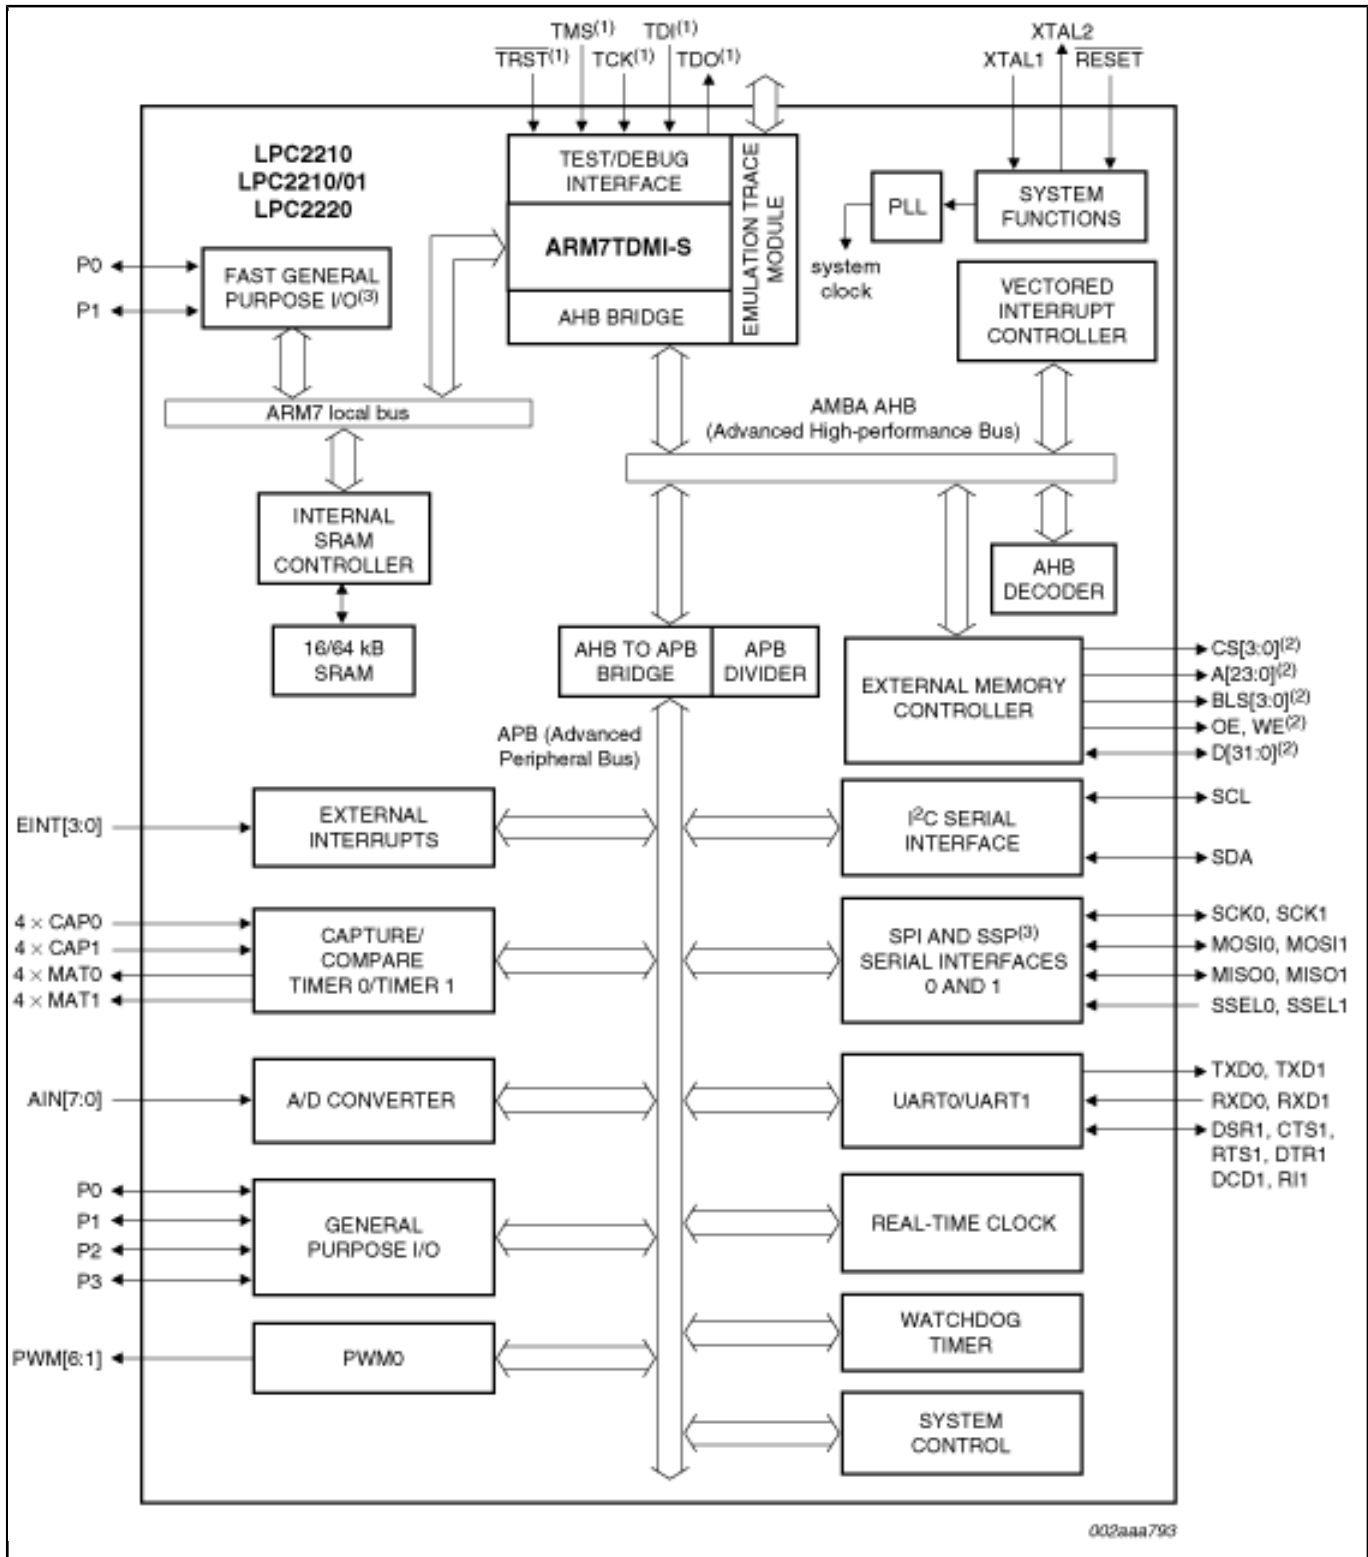 TMS(1) TDI(1)
TRST(1) TCK(1) TDO(1)
XTAL2
XTAL1 RESET
LPC2210
LPC2210/01
LPC2220
TEST/DEBUG
INTERFACE
ARM7TDMI-S
AHB BRIDGE
EMULATION TRACE
MODULE
PLL
SYSTEM
FUNCTIONS
system
clock
P0
P1
FAST GENERAL
PURPOSE I/O(3)
VECTORED
INTERRUPT
CONTROLLER
ARM7 local bus
AMBA AHB
(Advanced High-performance Bus)
INTERNAL
SRAM
CONTROLLER
AHB
DECODER
16/64 kB
SRAM
AHB TO APB
BRIDGE
APB
DIVIDER
EXTERNAL MEMORY
CONTROLLER
CS[3:0](2)
A[23:0](2)
BLS[3:0](2)
OE, WE(2)
D[31:0](2)
APB (Advanced
Peripheral Bus)
EINT[3:0]
EXTERNAL
INTERRUPTS
I2C SERIAL
INTERFACE
SCL
SDA
4 × CAP0
4 × CAP1
4 × MAT0
4 × MAT1
CAPTURE/
COMPARE
TIMER 0/TIMER 1
SPI AND SSP(3)
SERIAL INTERFACES
0 AND 1
SCK0, SCK1
MOSI0, MOSI1
MISO0, MISO1
SSEL0, SSEL1
AIN[7:0]
A/D CONVERTER
UART0/UART1
TXD0, TXD1
RXD0, RXD1
DSR1, CTS1,
RTS1, DTR1
DCD1, RI1
P0
P1
P2
P3
GENERAL
PURPOSE I/O
REAL-TIME CLOCK
PWM[6:1]
PWM0
WATCHDOG
TIMER
SYSTEM
CONTROL
002aaa793